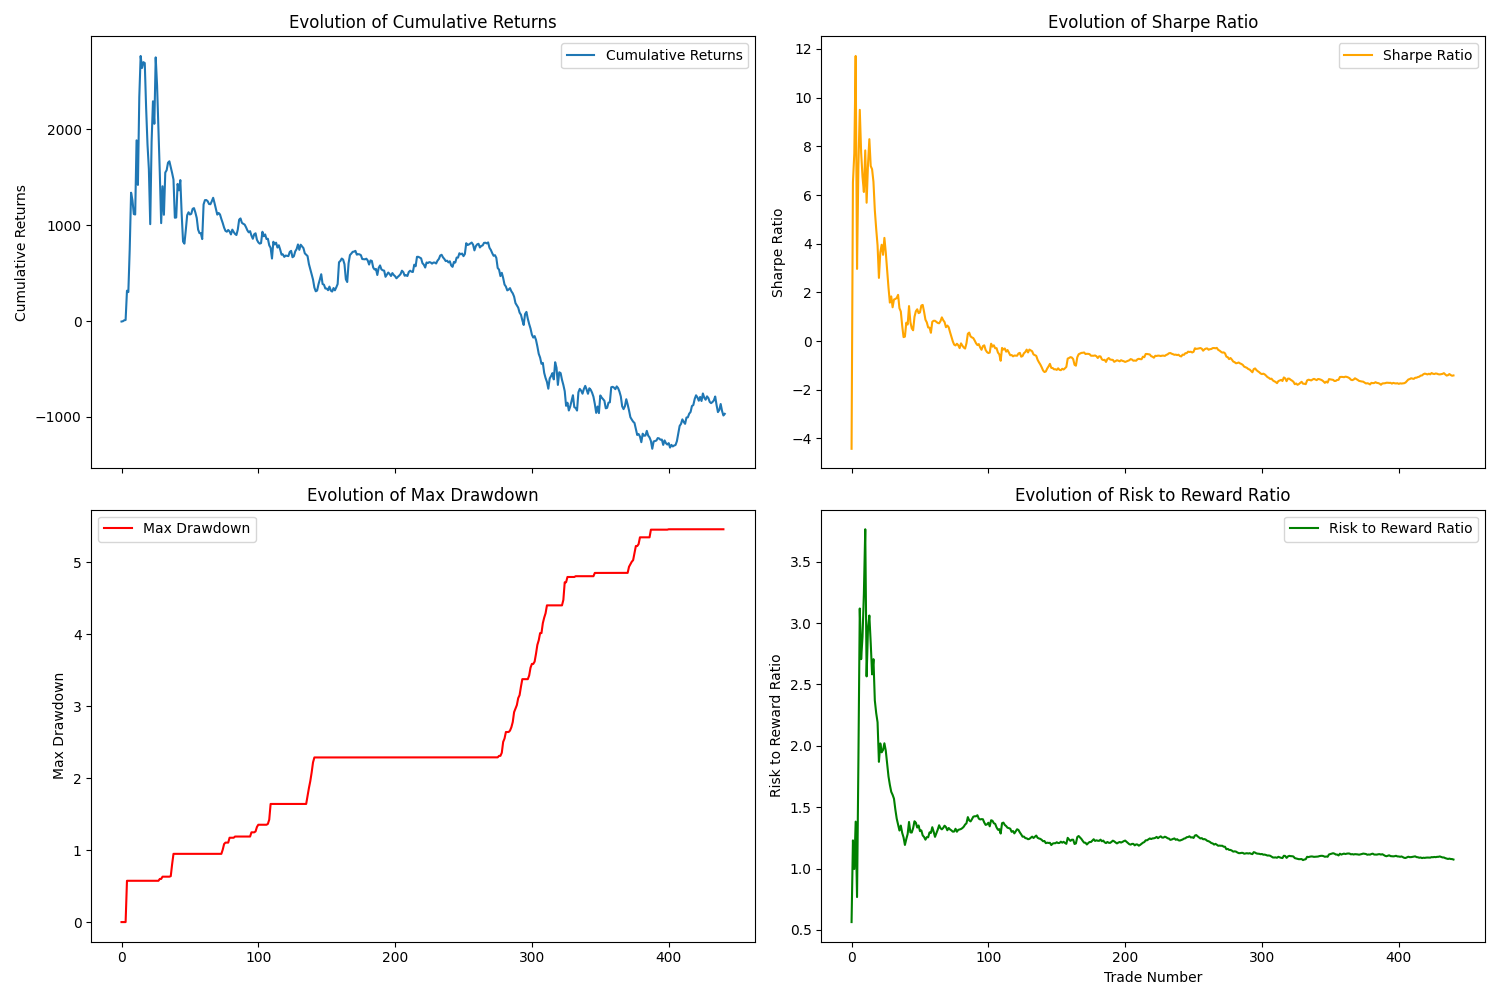 Evolution of Cumulative Returns
Cumulative Returns
2000
1000
0
−1000
Cumulative Returns
Evolution of Sharpe Ratio
Sharpe Ratio
12
10
8
6
4
2
0
−2
−4
Sharpe Ratio
Evolution of Max Drawdown
Max Drawdown
5
4
3
2
1
0
Max Drawdown
0 100 200 300 400
Evolution of Risk to Reward Ratio
Risk to Reward Ratio
3.5
3.0
2.5
2.0
1.5
1.0
0.5
Risk to Reward Ratio
0 100 200 300 400
Trade Number